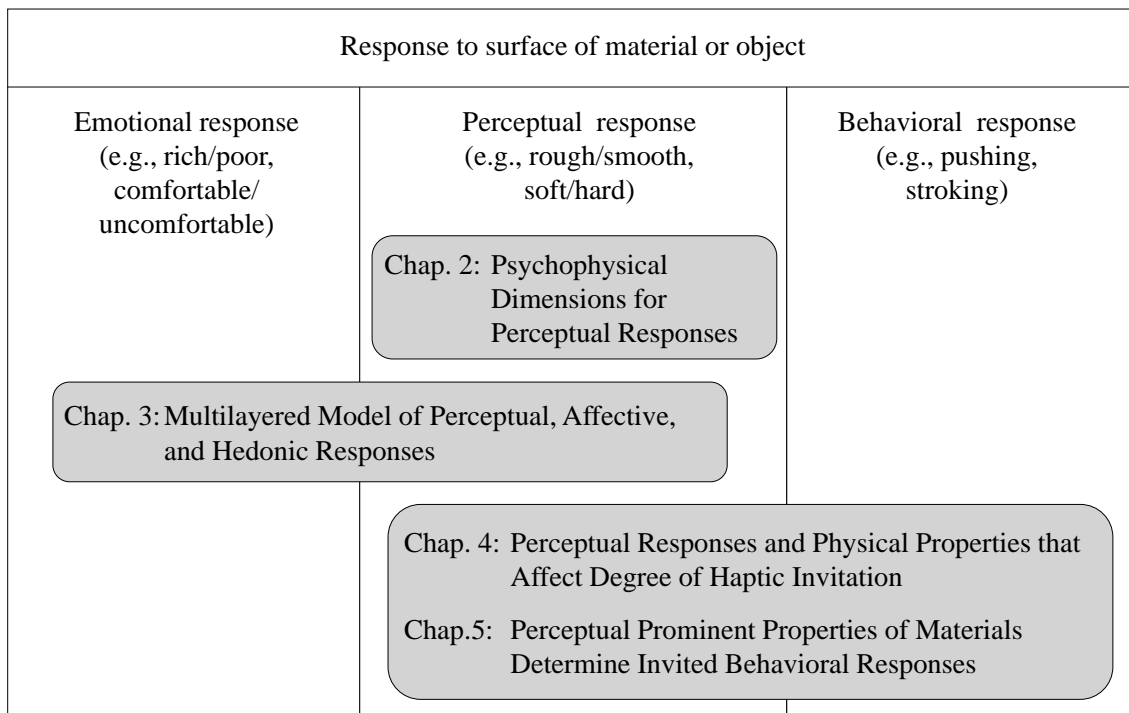 Response to surface of material or object
Emotional response
(e.g., rich/poor,
comfortable/
uncomfortable)
Perceptual response
(e.g., rough/smooth,
soft/hard)
Behavioral response
(e.g., pushing,
stroking)
Chap. 2: Psychophysical
Dimensions for
Perceptual Responses
Chap. 3: Multilayered Model of Perceptual, Affective,
and Hedonic Responses
Chap. 4: Perceptual Responses and Physical Properties that
Affect Degree of Haptic Invitation
Chap.5: Perceptual Prominent Properties of Materials
Determine Invited Behavioral Responses